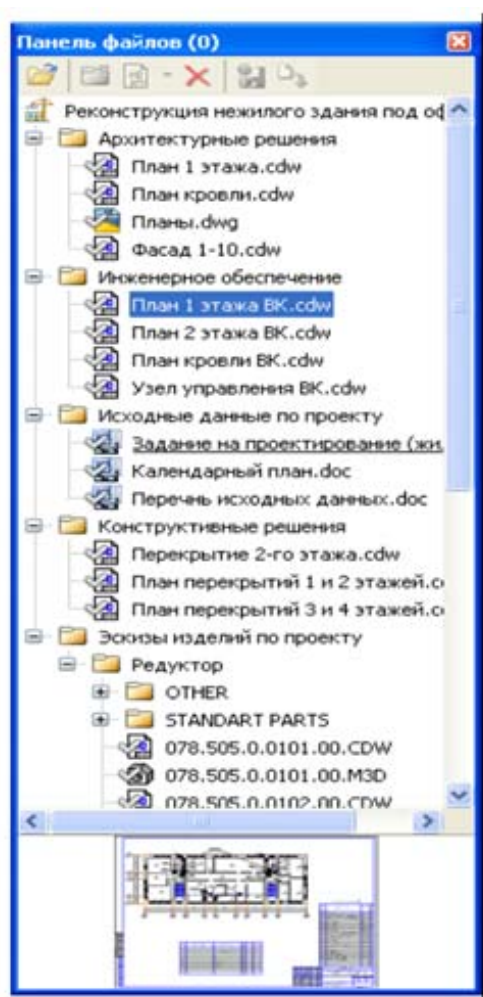 Панель файлов (0)
Реконструкция нежилого здания под оф
Архитектурные решения
План 1 этажа.cdw
План кровли.cdw
Планы.dwg
Фасад 1-10.cdw
Инженерное обеспечение
План 1 этажа ВК.cdw
План 2 этажа ВК.cdw
План кровли ВК.cdw
Узел управления ВК.cdw
Исходные данные по проекту
Задание на проектирование (жи.
Календарный план.doc
Перечнь исходных данных.doc
Конструктивные решения
Перекрытие 2-го этажа.cdw
План перекрытий 1 и 2 этажей.c
План перекрытий 3 и 4 этажей.c
Эскизы изделий по проекту
Редуктор
OTHER
STANDART PARTS
078.505.0.0101.00.CDW
078.505.0.0101.00.M3D
078.505.0.0102.00.CDW